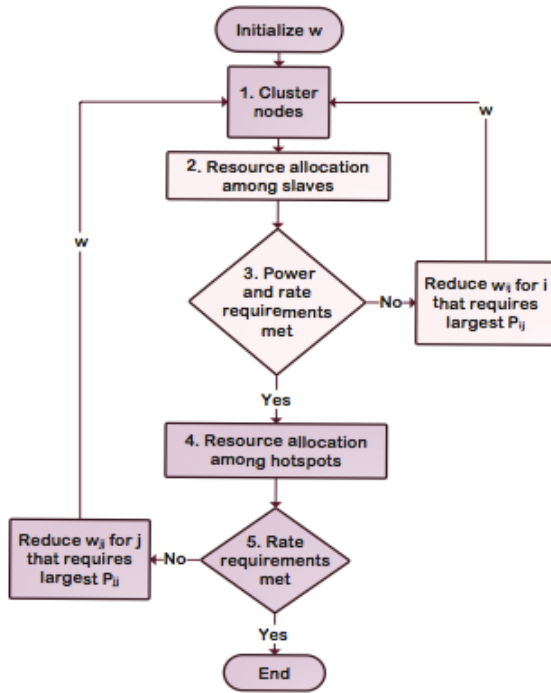 Initialize w
1. Cluster
nodes
w
2. Resource allocation
among slaves
w
3. Power
and rate
requirements
met
No
Reduce wᵢⱼ for i
that requires
largest Pᵢⱼ
Yes
4. Resource allocation
among hotspots
Reduce wⱼⱼ for j
that requires
largest Pⱼⱼ
No
5. Rate
requirements
met
Yes
End